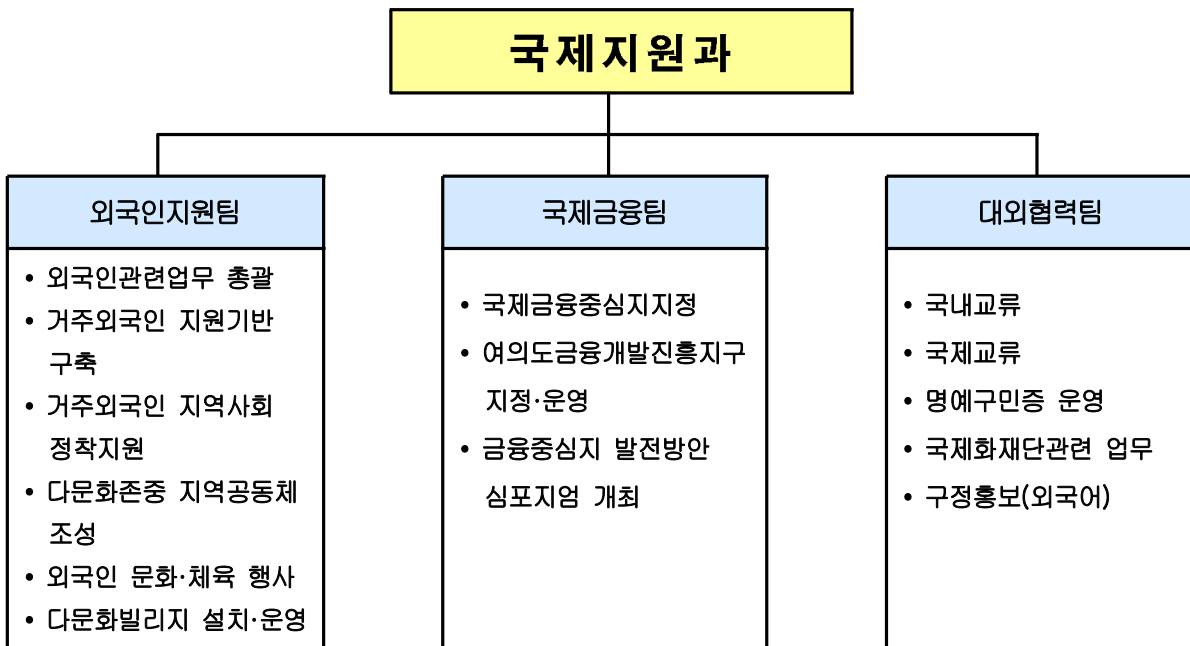 국제지원과
외국인지원팀
• 외국인관련업무 총괄
• 거주외국인 지원기반
구축
• 거주외국인 지역사회
정착지원
• 다문화존중 지역공동체
조성
• 외국인 문화·체육 행사
• 다문화빌리지 설치·운영
국제금융팀
• 국제금융중심지지정
• 여의도금융개발진흥지구
지정·운영
• 금융중심지 발전방안
심포지엄 개최
대외협력팀
• 국내교류
• 국제교류
• 명예구민증 운영
• 국제화재단관련 업무
• 구정홍보(외국어)